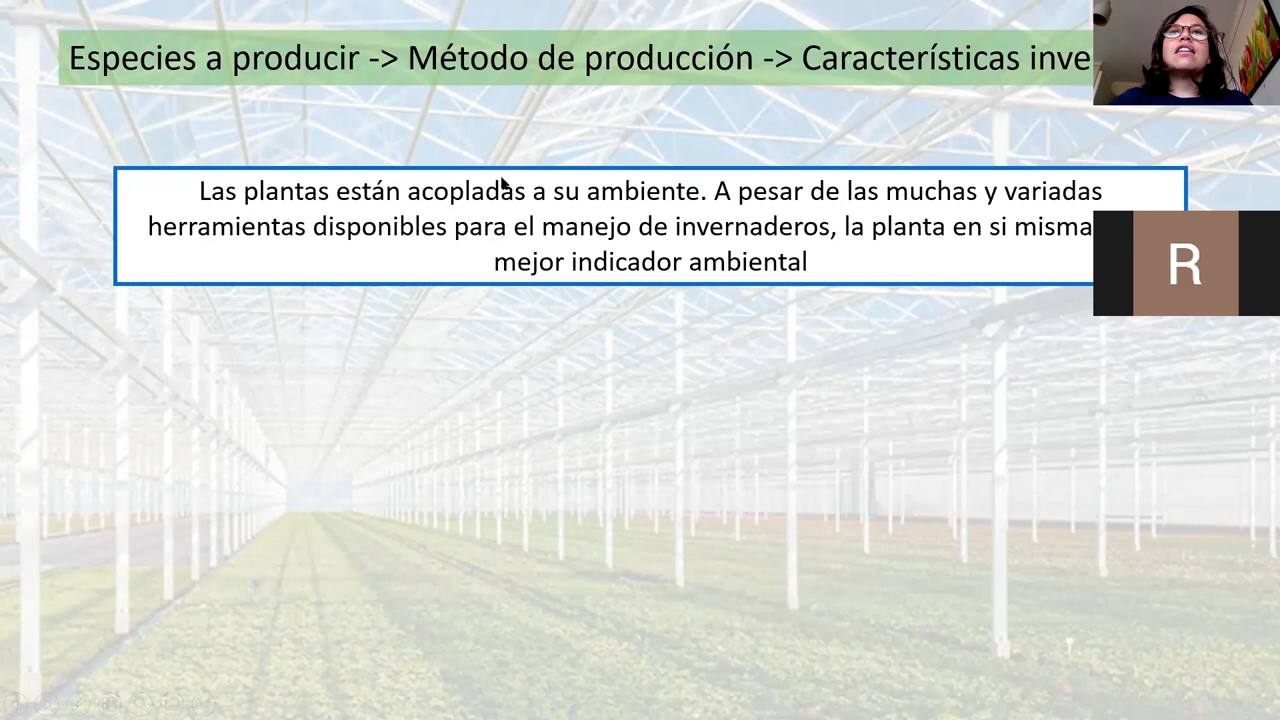 Especies a producir -> Método de producción -> Características inve
Las plantas están acopladas a su ambiente. A pesar de las muchas y variadas
herramientas disponibles para el manejo de invernaderos, la planta en si misma
mejor indicador ambiental
R